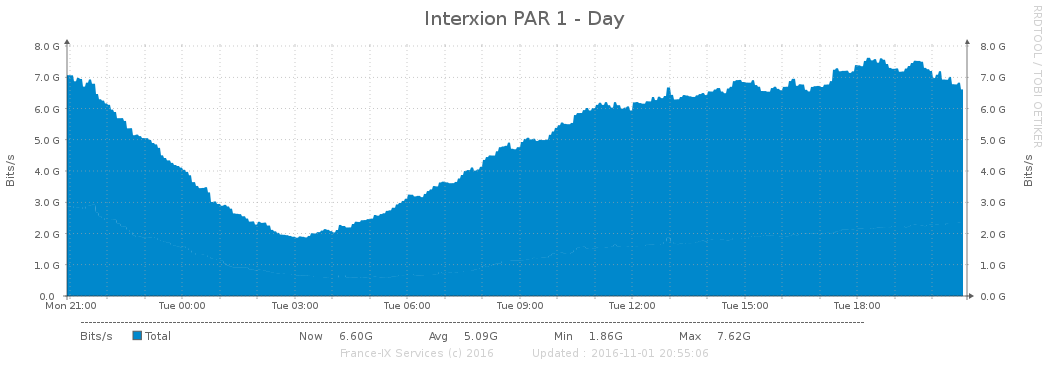 Interxion PAR 1 - Day
RRDTOOL / TOBI OETIKER
Bits/s
8.0 G 8.0 G
7.0 G 7.0 G
6.0 G 6.0 G
5.0 G 5.0 G
4.0 G 4.0 G
3.0 G 3.0 G
2.0 G 2.0 G
1.0 G 1.0 G
0.0 0.0 G
Bits/s
Mon 21:00 Tue 00:00 Tue 03:00 Tue 06:00 Tue 09:00 Tue 12:00 Tue 15:00 Tue 18:00
Bits/s Total Now 6.60G Avg 5.09G Min 1.86G Max 7.62G
France-IX Services (c) 2016 Updated : 2016-11-01 20:55:06